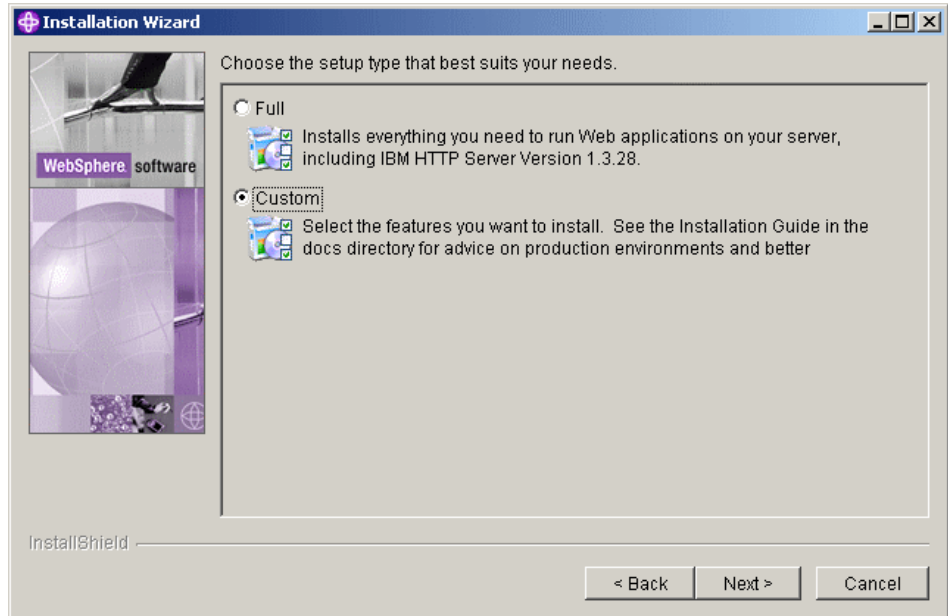 Installation Wizard
Choose the setup type that best suits your needs.
WebSphere software
Full
Installs everything you need to run Web applications on your server,
including IBM HTTP Server Version 1.3.28.
Custom
Select the features you want to install.  See the Installation Guide in the
docs directory for advice on production environments and better
InstallShield
< Back
Next >
Cancel